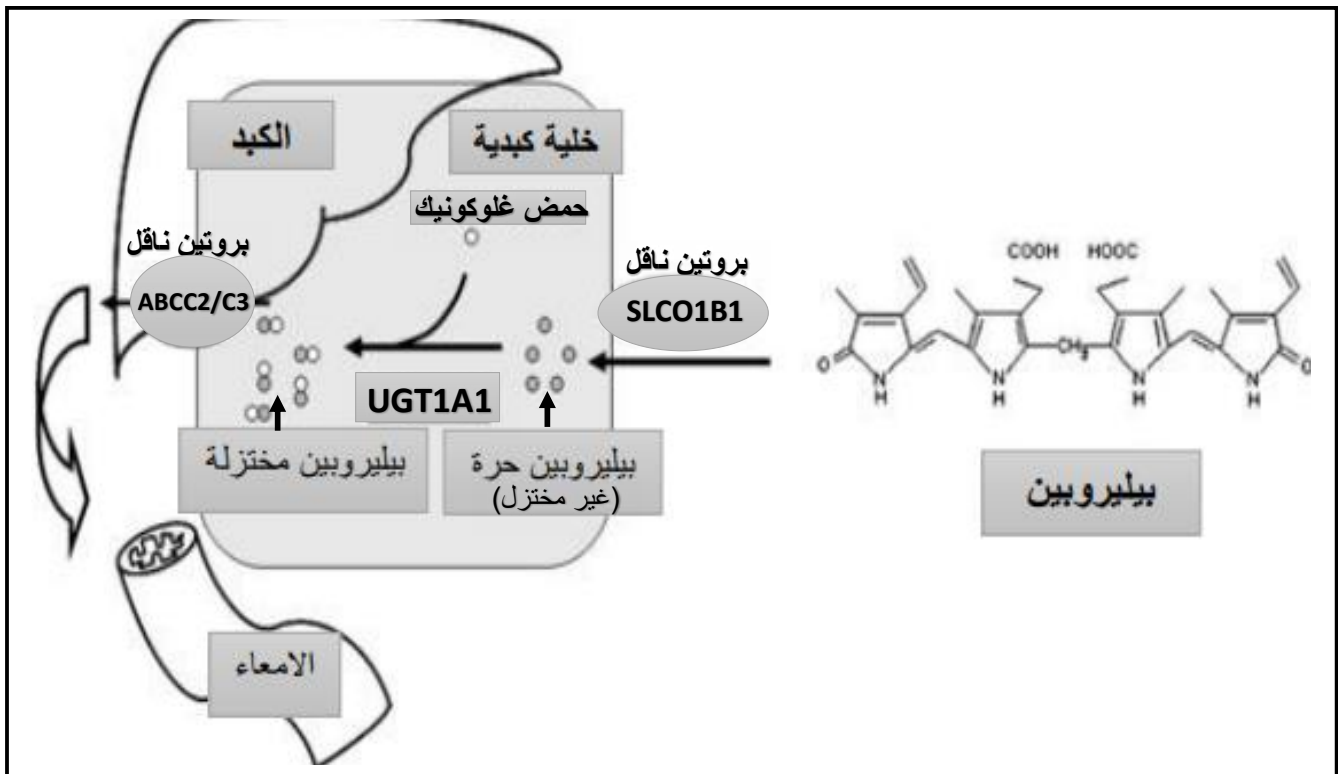 الكبد
خلية كبدية
حمض غلوكونيك
بروتين ناقل
ABCC2/C3
بروتين ناقل
SLCO1B1
UGT1A1
بيليروبين مختزلة
بيليروبين حرة
(غير مختزل)
الامعاء
COOH HOOC
O N H N H CH₂ N H N H O
بيليروبين